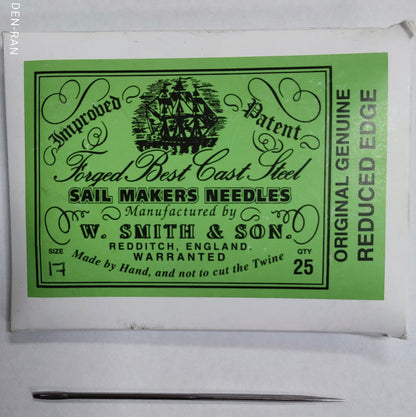 DEN-RAN
Improved Patent
Forged Best Cast Steel
SAIL MAKERS NEEDLES
Manufactured by
W. SMITH & SON.
REDDITCH, ENGLAND.
WARRANTED
Made by Hand, and not to cut the Twine
SIZE
17
QTY
25
ORIGINAL GENUINE
REDUCED EDGE